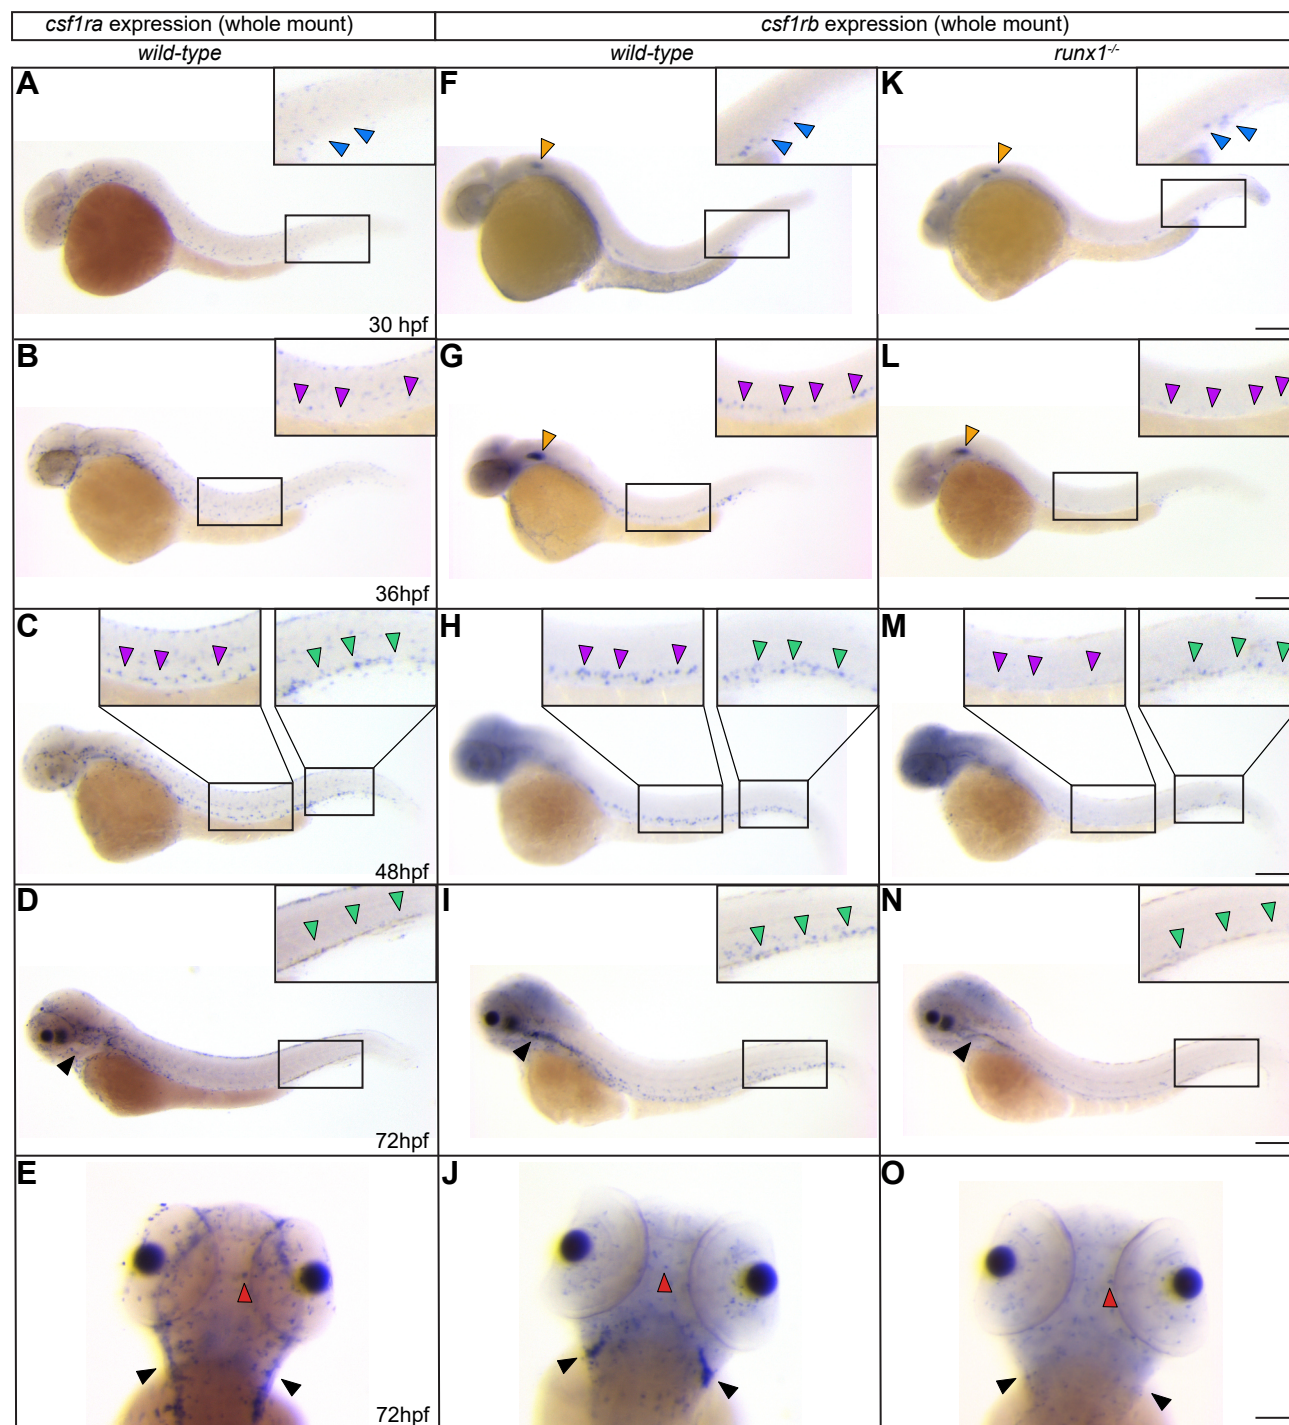 csf1ra expression (whole mount)
csf1rb expression (whole mount)
wild-type
wild-type
runx1-/-
A
F
K
30 hpf
B
G
L
36hpf
C
H
M
48hpf
D
I
N
72hpf
E
J
O
72hpf